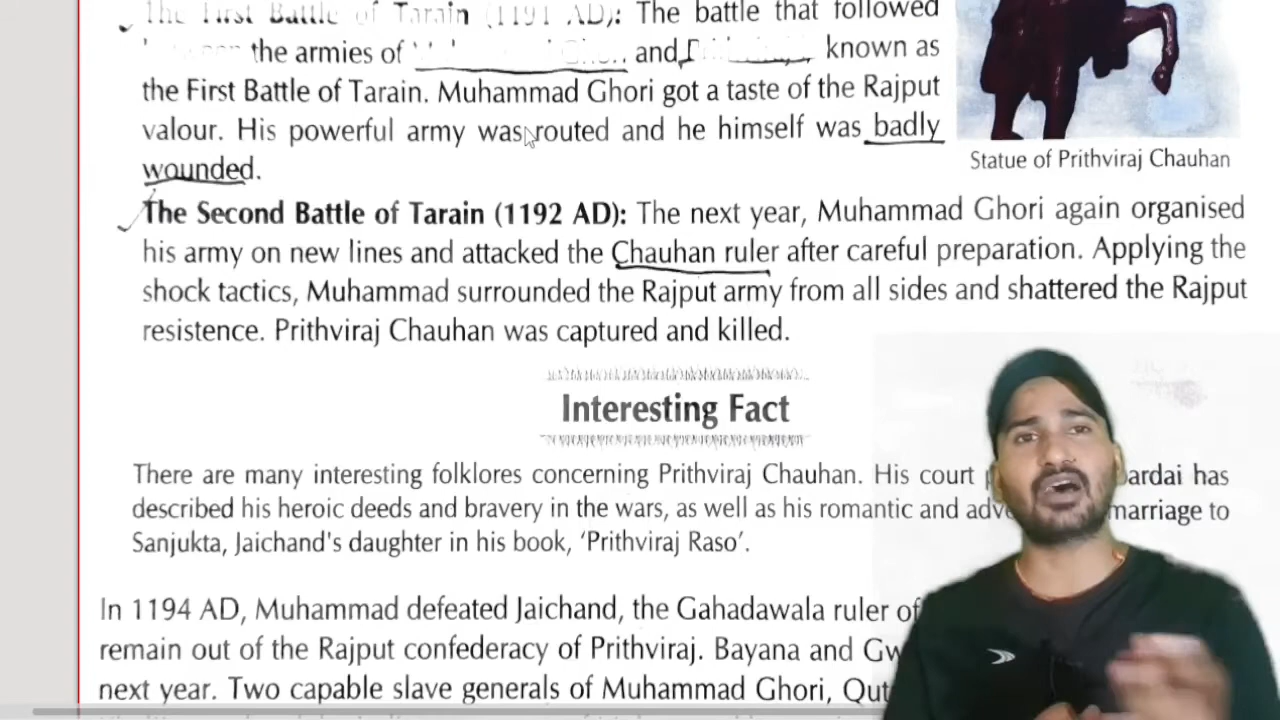 The First Battle of Tarain (1191 AD): The battle that followed
the armies of and known as
the First Battle of Tarain. Muhammad Ghori got a taste of the Rajput
valour. His powerful army was routed and he himself was badly
wounded.
Statue of Prithviraj Chauhan
The Second Battle of Tarain (1192 AD): The next year, Muhammad Ghori again organised
his army on new lines and attacked the Chauhan ruler after careful preparation. Applying the
shock tactics, Muhammad surrounded the Rajput army from all sides and shattered the Rajput
resistence. Prithviraj Chauhan was captured and killed.
Interesting Fact
There are many interesting folklores concerning Prithviraj Chauhan. His court ardai has
described his heroic deeds and bravery in the wars, as well as his romantic and marriage to
Sanjukta, Jaichand's daughter in his book, 'Prithviraj Raso'.
In 1194 AD, Muhammad defeated Jaichand, the Gahadawala ruler of
remain out of the Rajput confederacy of Prithviraj. Bayana and
next year. Two capable slave generals of Muhammad Ghori,